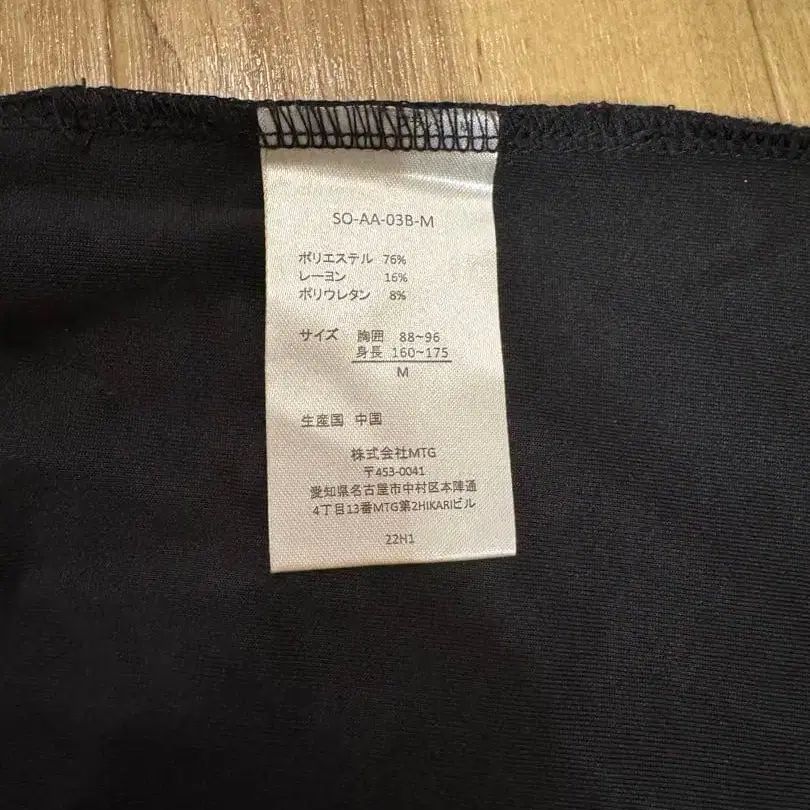 SO-AA-03B-M
ポリエステル 76%
レーヨン 16%
ポリウレタン 8%
サイズ 胸囲 88~96
身長 160~175
M
生産国 中国
株式会社MTG
〒453-0041
愛知県名古屋市中村区本陣通
4丁目13番MTG第2HIKARIビル
22H1